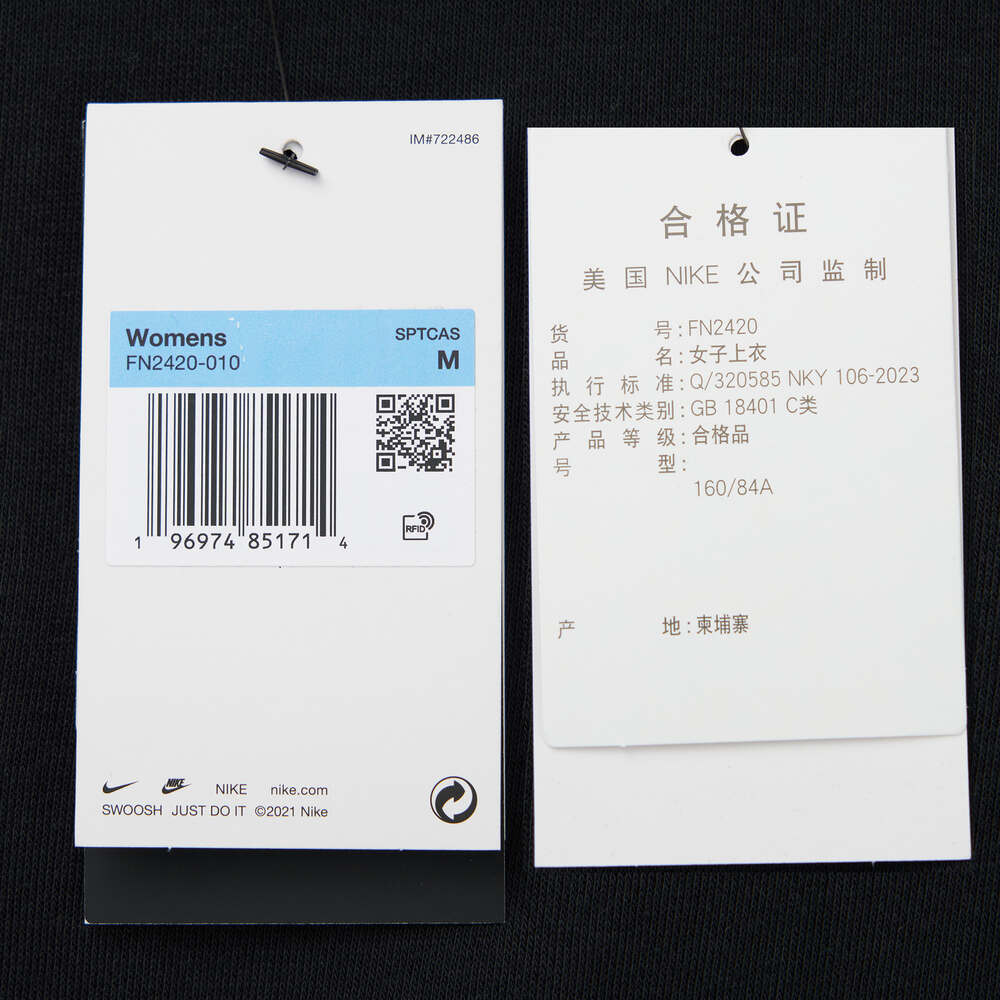 IM#722486
Womens
SPTCAS
FN2420-010
M
1 96974 85171 4
RFID
NIKE
NIKE nike.com
SWOOSH JUST DO IT ©2021 Nike
合格证
美国 NIKE 公司监制
货号:FN2420
品名:女子上衣
执行标准:Q/320585 NKY 106-2023
安全技术类别:GB 18401 C类
产品等级:合格品
号型:
160/84A
产地:柬埔寨